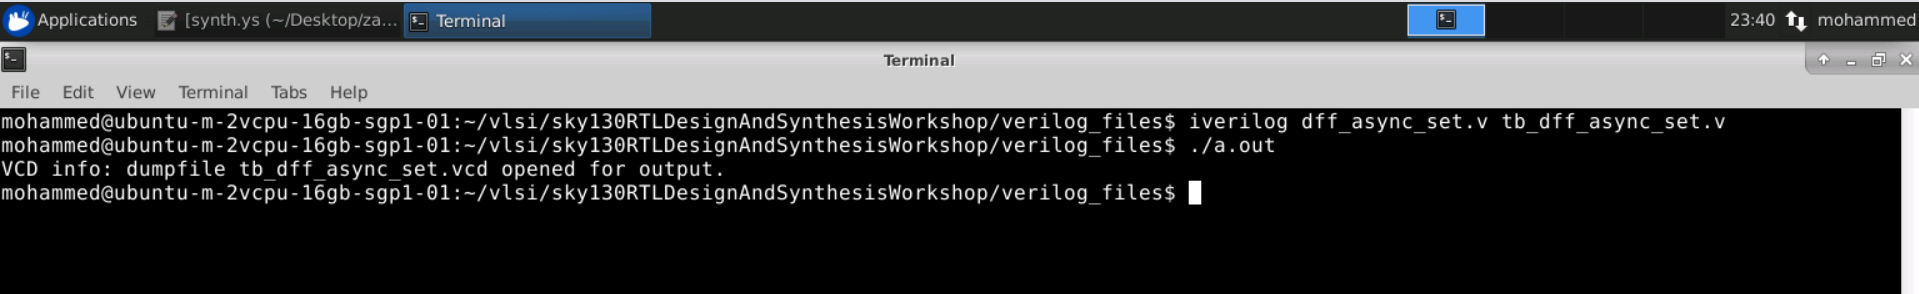 Applications [synth.ys (~/Desktop/za... Terminal 23:40 mohammed
Terminal
File Edit View Terminal Tabs Help
mohammed@ubuntu-m-2vcpu-16gb-sgp1-01:~/vlsi/sky130RTLDesignAndSynthesisWorkshop/verilog_files$ iverilog dff_async_set.v tb_dff_async_set.v
mohammed@ubuntu-m-2vcpu-16gb-sgp1-01:~/vlsi/sky130RTLDesignAndSynthesisWorkshop/verilog_files$ ./a.out
VCD info: dumpfile tb_dff_async_set.vcd opened for output.
mohammed@ubuntu-m-2vcpu-16gb-sgp1-01:~/vlsi/sky130RTLDesignAndSynthesisWorkshop/verilog_files$